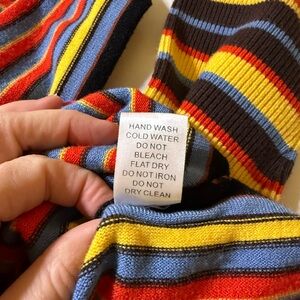 HAND WASH
COLD WATER
DO NOT
BLEACH
FLAT DRY
DO NOT IRON
DO NOT
DRY CLEAN